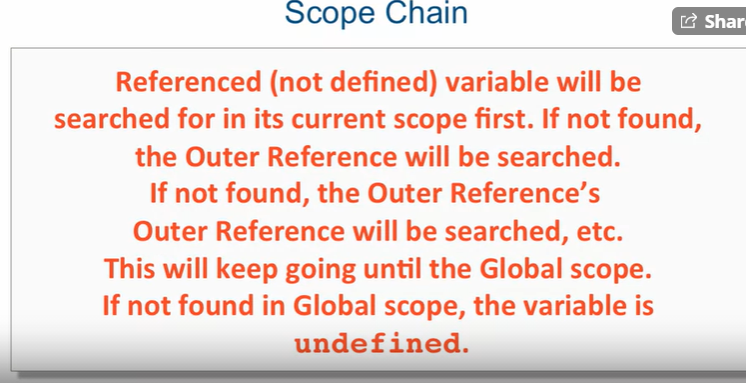 Scope Chain
Shar
Referenced (not defined) variable will be
searched for in its current scope first. If not found,
the Outer Reference will be searched.
If not found, the Outer Reference’s
Outer Reference will be searched, etc.
This will keep going until the Global scope.
If not found in Global scope, the variable is
undefined.